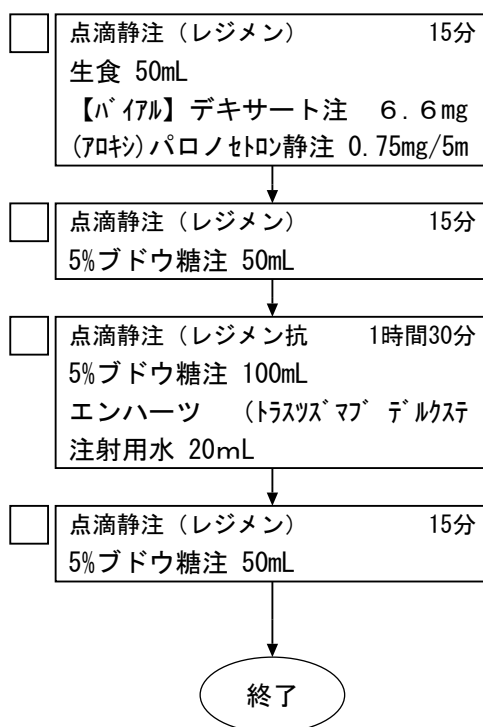 点滴静注（レジメン） 15分
生食 50mL
【ﾊﾞｲｱﾙ】デキサート注 ６.６mg
(ｱﾛｷｼ)パロノｾﾄﾛﾝ静注 0.75mg/5m
点滴静注（レジメン） 15分
5%ブドウ糖注 50mL
点滴静注（レジメン抗 1時間30分
5%ブドウ糖注 100mL
エンハーツ （ﾄﾗｽﾂｽﾞﾏﾌﾞ ﾃﾞﾙｸｽﾃ
注射用水 20ｍL
点滴静注（レジメン） 15分
5%ブドウ糖注 50mL
終了